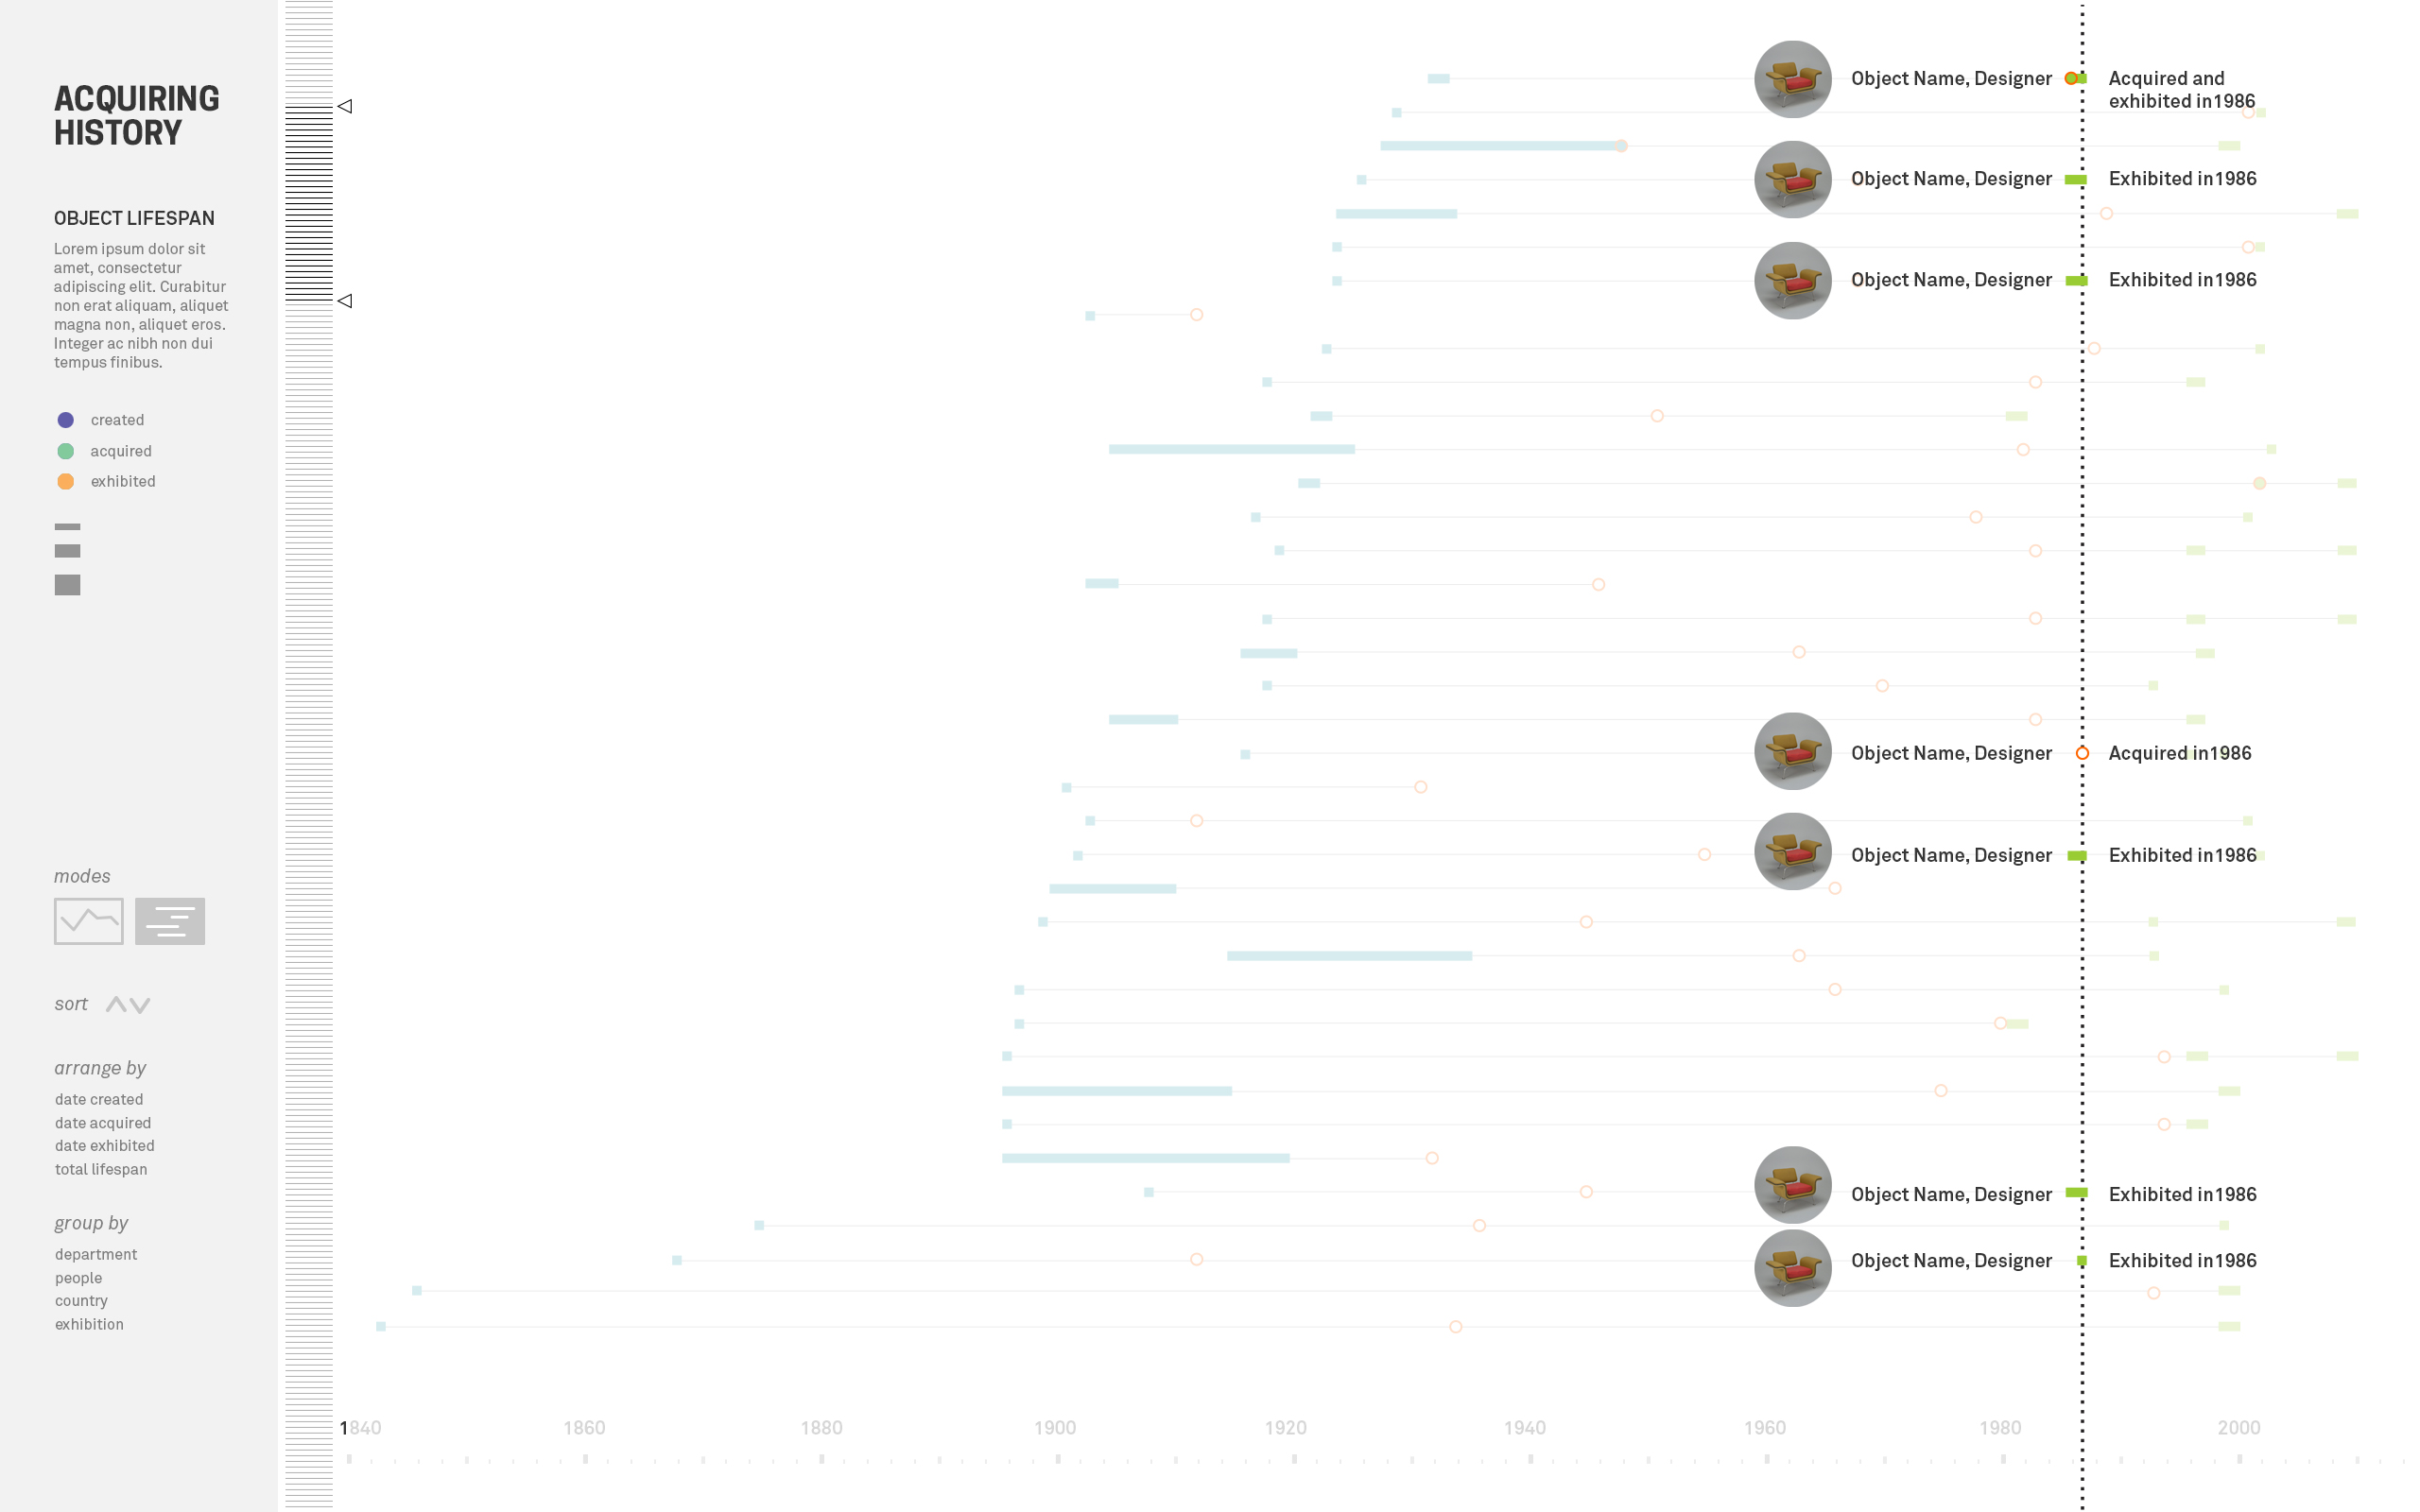 ACQUIRING
HISTORY
OBJECT LIFESPAN
Lorem ipsum dolor sit
amet, consectetur
adipiscing elit. Curabitur
non erat aliquam, aliquet
magna non, aliquet eros.
Integer ac nibh non dui
tempus finibus.
created
acquired
exhibited
modes
sort
arrange by
date created
date acquired
date exhibited
total lifespan
group by
department
people
country
exhibition
Object Name, Designer
Acquired and
exhibited in1986
Object Name, Designer
Exhibited in1986
Object Name, Designer
Exhibited in1986
Object Name, Designer
Acquired in1986
Object Name, Designer
Exhibited in1986
Object Name, Designer
Exhibited in1986
Object Name, Designer
Exhibited in1986
1840 1860 1880 1900 1920 1940 1960 1980 2000